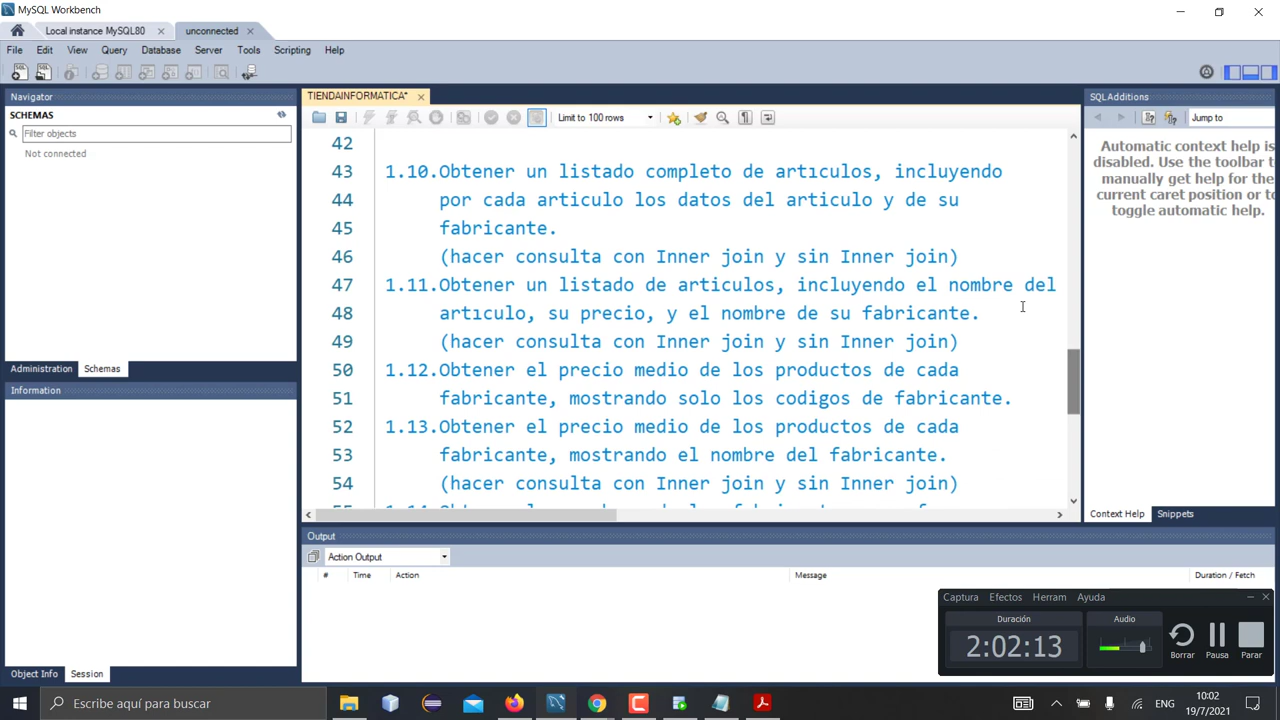 MySQL Workbench
Local instance MySQL80
unconnected
File Edit View Query Database Server Tools Scripting Help
Navigator
SCHEMAS
Filter objects
Not connected
Administration Schemas
Information
Object Info Session
TIENDAINFORMATICA*
Limit to 100 rows
42
43 1.10.Obtener un listado completo de artıculos, incluyendo
44 por cada articulo los datos del articulo y de su
45 fabricante.
46 (hacer consulta con Inner join y sin Inner join)
47 1.11.Obtener un listado de articulos, incluyendo el nombre del
48 artıculo, su precio, y el nombre de su fabricante.
49 (hacer consulta con Inner join y sin Inner join)
50 1.12.Obtener el precio medio de los productos de cada
51 fabricante, mostrando solo los codigos de fabricante.
52 1.13.Obtener el precio medio de los productos de cada
53 fabricante, mostrando el nombre del fabricante.
54 (hacer consulta con Inner join y sin Inner join)
SQLAdditions
Jump to
Automatic context help is
disabled. Use the toolbar t
manually get help for the
current caret position or to
toggle automatic help.
Context Help Snippets
Output
Action Output
# Time Action Message Duration / Fetch
Captura Efectos Herram Ayuda
Duración Audio
2:02:13
Borrar Pausa Parar
Escribe aquí para buscar
ENG
10:02
19/7/2021